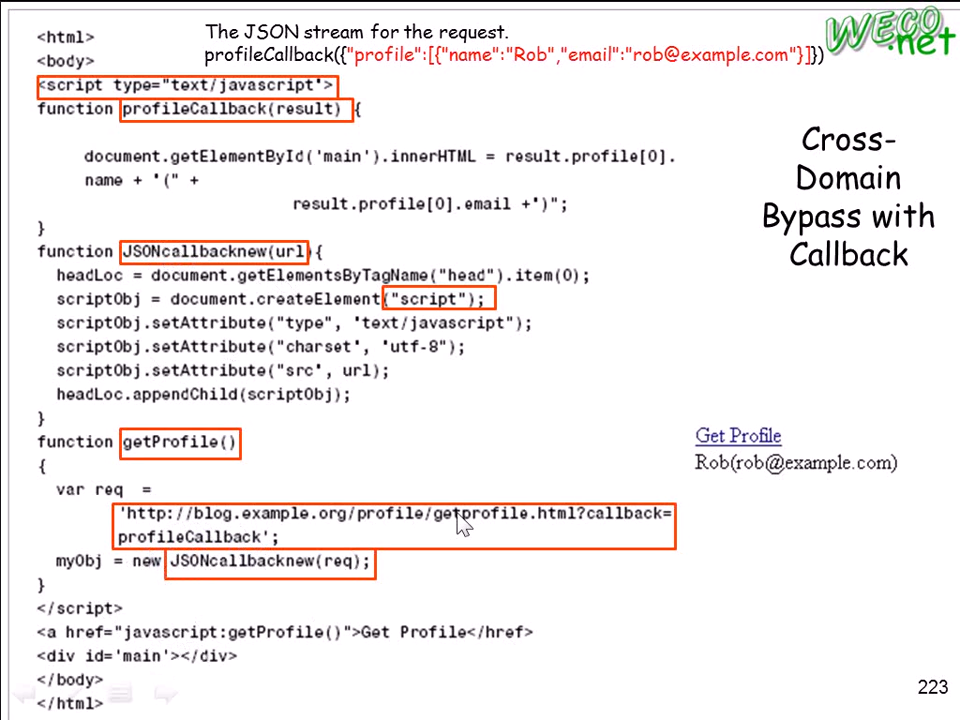 The JSON stream for the request.
profileCallback({"profile":[{"name":"Rob","email":"rob@example.com"}]})
WECO
.net
Cross-
Domain
Bypass with
Callback
<html>
<body>
<script type="text/javascript">
function profileCallback(result) {
document.getElementById('main').innerHTML = result.profile[0].
name + '(" +
result.profile[0].email +')";
}
function JSONcallbacknew(url){
headLoc = document.getElementsByTagName("head").item(0);
scriptObj = document.createElement("script");
scriptObj.setAttribute("type", 'text/javascript");
scriptObj.setAttribute("charset', 'utf-8");
scriptObj.setAttribute("src', url);
headLoc.appendChild(scriptObj);
}
function getProfile()
{
var req =
'http://blog.example.org/profile/getprofile.html?callback=
profileCallback';
myObj = new JSONcallbacknew(req);
}
</script>
<a href="javascript:getProfile()">Get Profile</href>
<div id='main'></div>
</body>
</html>
Get Profile
Rob(rob@example.com)
223